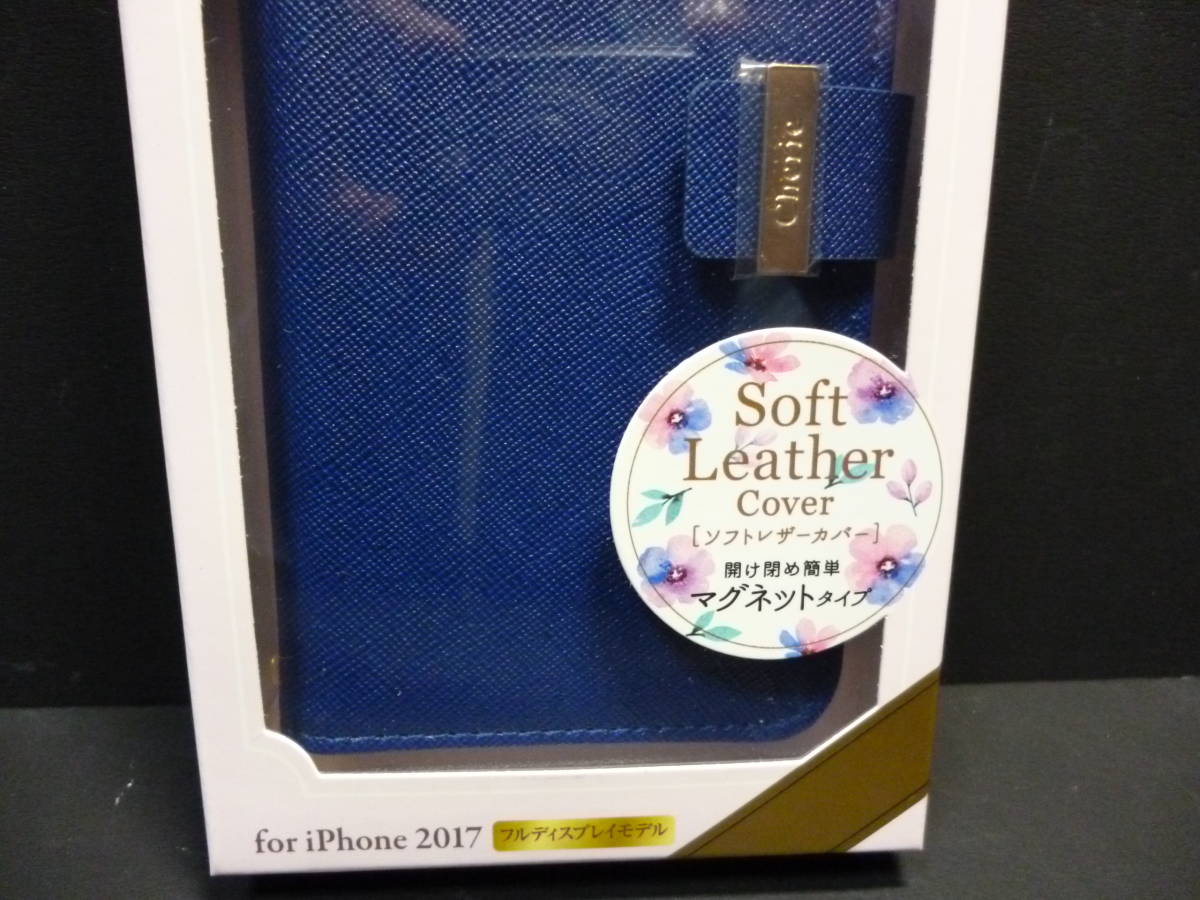 Chérie
Soft
Leather
Cover
[ソフトレザーカバー]
開け閉め簡単
マグネットタイプ
for iPhone 2017 フルディスプレイモデル